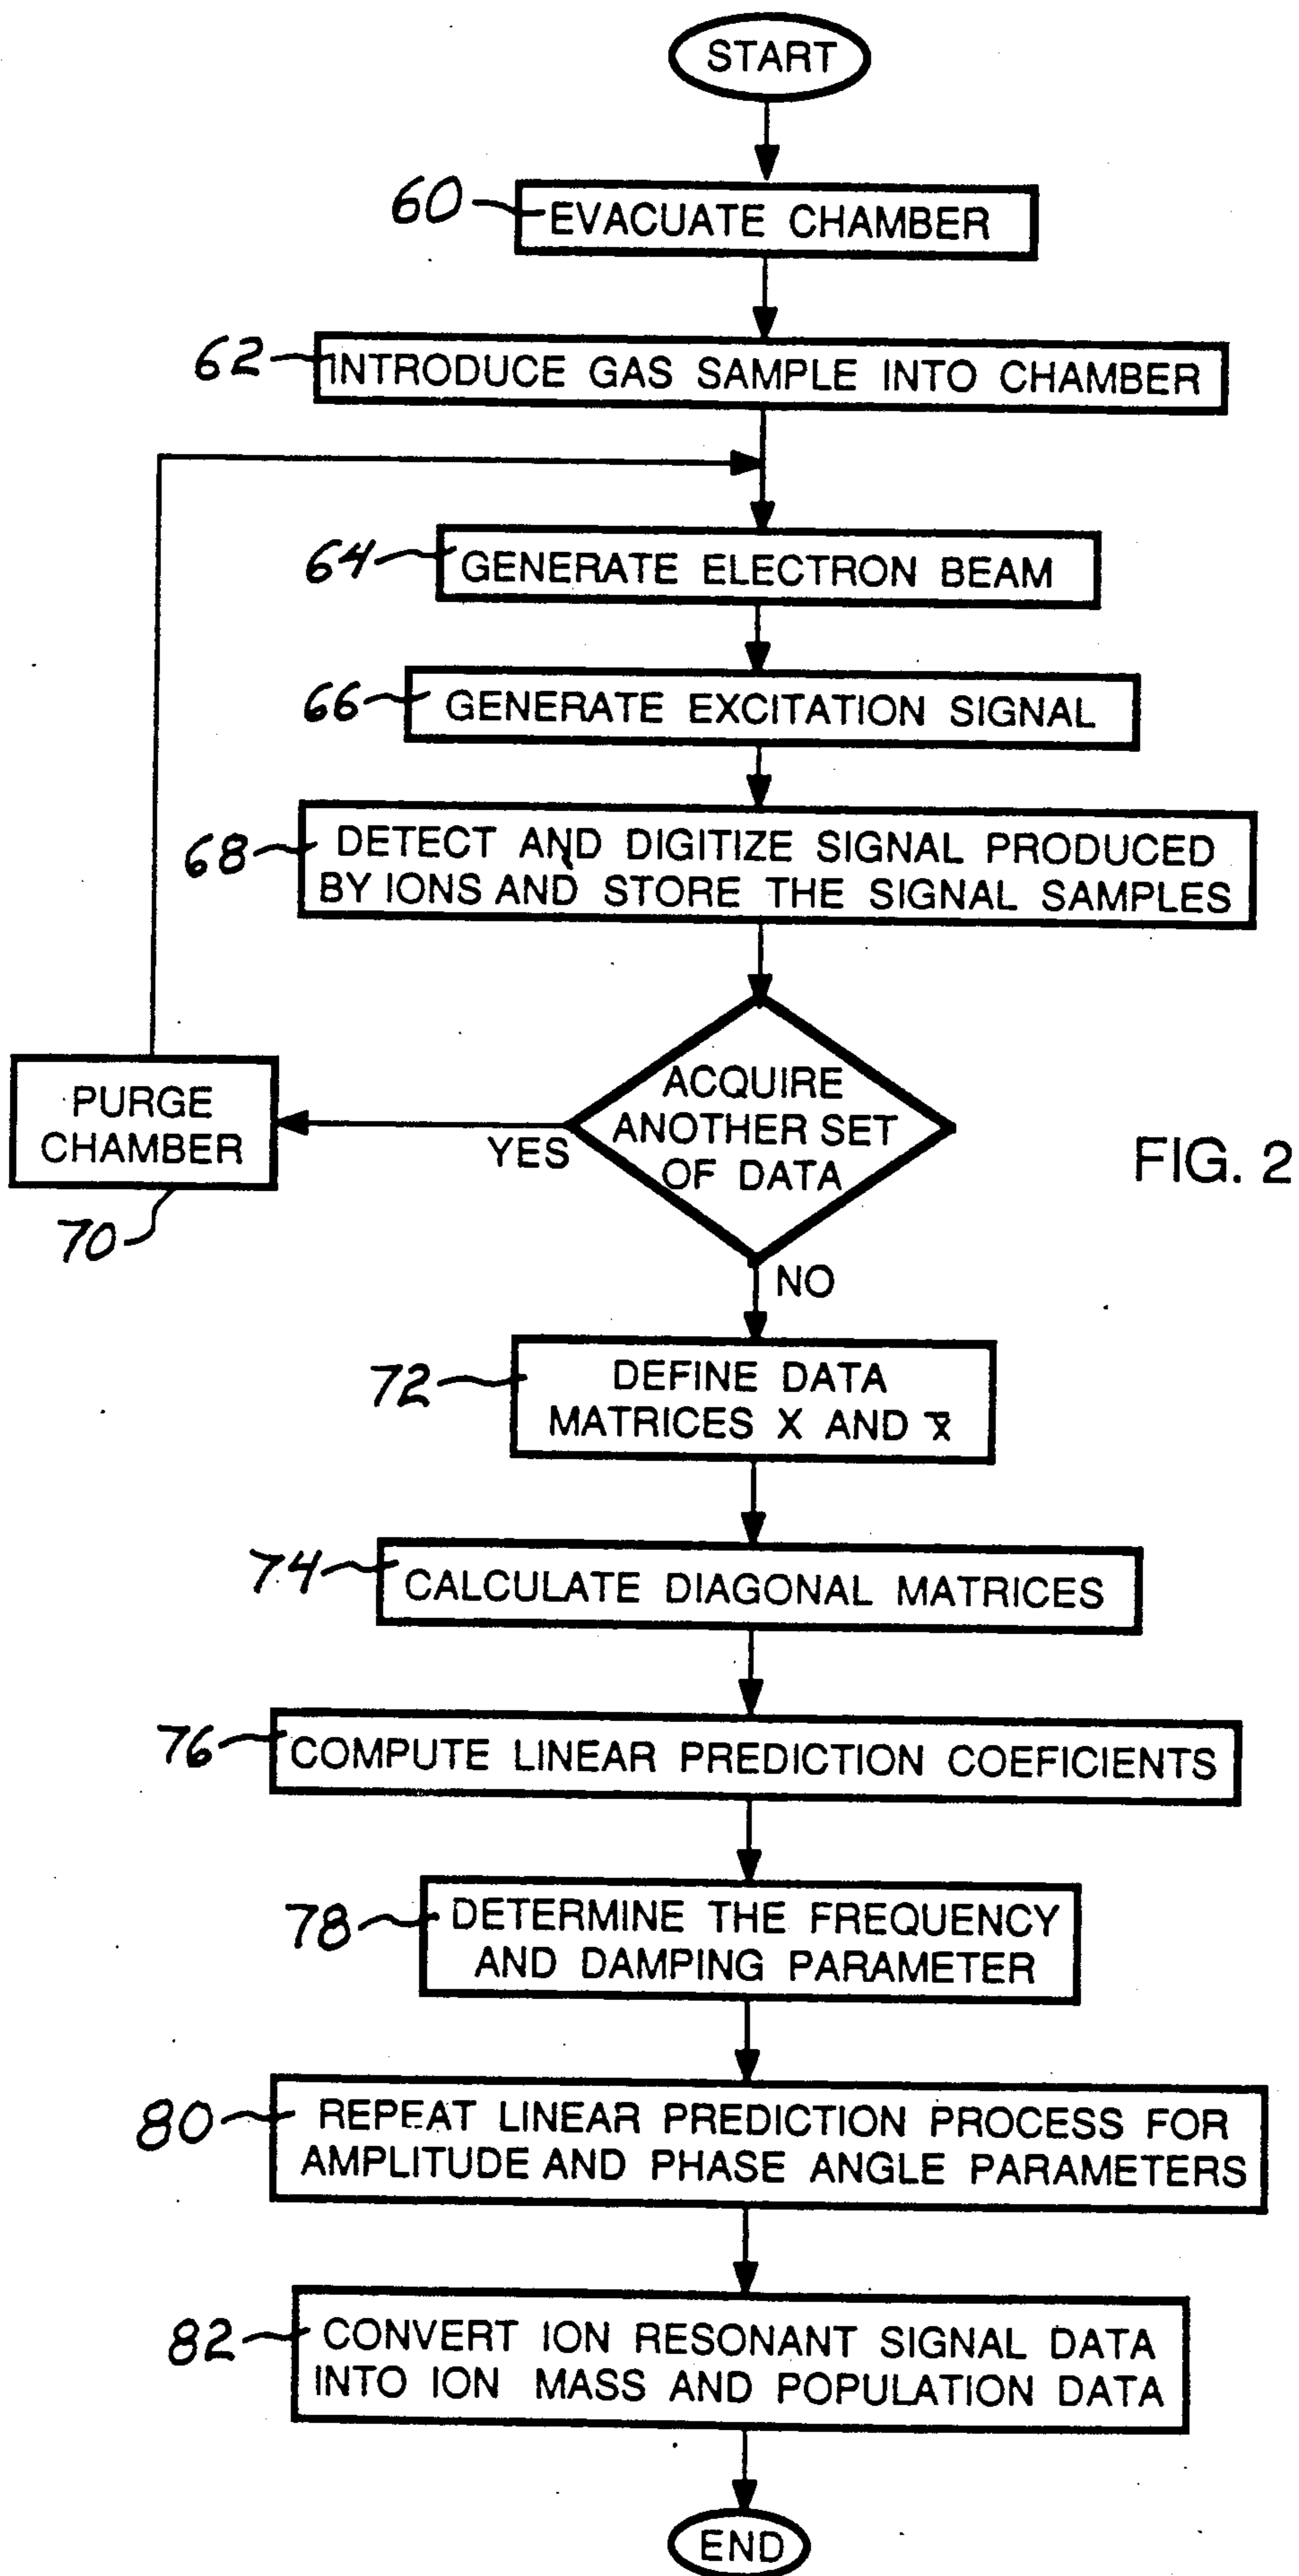 START
60
EVACUATE CHAMBER
62
INTRODUCE GAS SAMPLE INTO CHAMBER
64
GENERATE ELECTRON BEAM
66
GENERATE EXCITATION SIGNAL
68
DETECT AND DIGITIZE SIGNAL PRODUCED
BY IONS AND STORE THE SIGNAL SAMPLES
ACQUIRE
ANOTHER SET
OF DATA
YES
PURGE
CHAMBER
70
FIG. 2
NO
72
DEFINE DATA
MATRICES X AND x̄
74
CALCULATE DIAGONAL MATRICES
76
COMPUTE LINEAR PREDICTION COEFICIENTS
78
DETERMINE THE FREQUENCY
AND DAMPING PARAMETER
80
REPEAT LINEAR PREDICTION PROCESS FOR
AMPLITUDE AND PHASE ANGLE PARAMETERS
82
CONVERT ION RESONANT SIGNAL DATA
INTO ION MASS AND POPULATION DATA
END